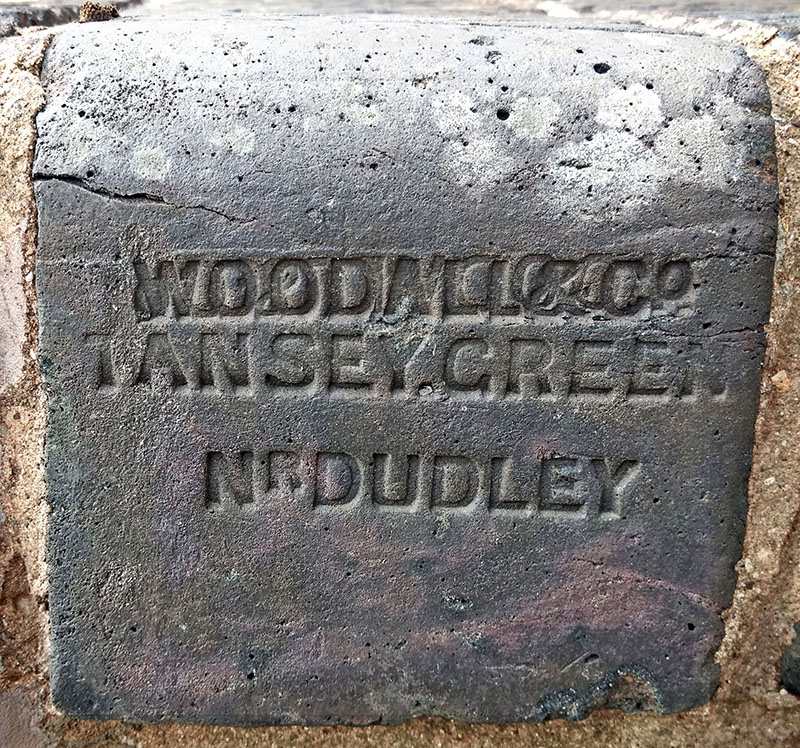 WOODALL & Co
TANSEY GREEN
Nr DUDLEY